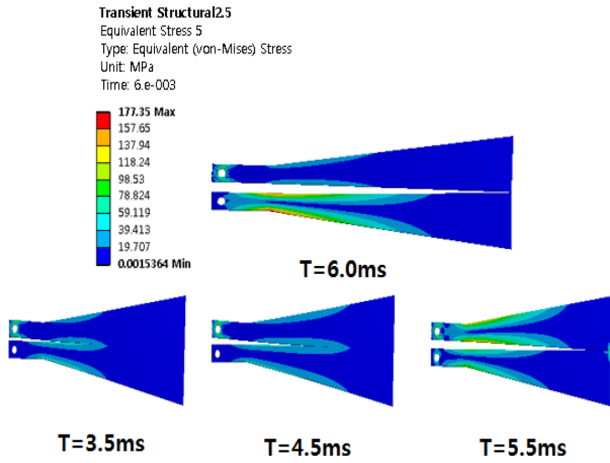 Transient Structural2.5
Equivalent Stress 5
Type: Equivalent (von-Mises) Stress
Unit: MPa
Time: 6.e-003
177.35 Max
157.65
137.94
118.24
98.53
78.824
59.119
39.413
19.707
0.0015364 Min
T=6.0ms
T=3.5ms
T=4.5ms
T=5.5ms